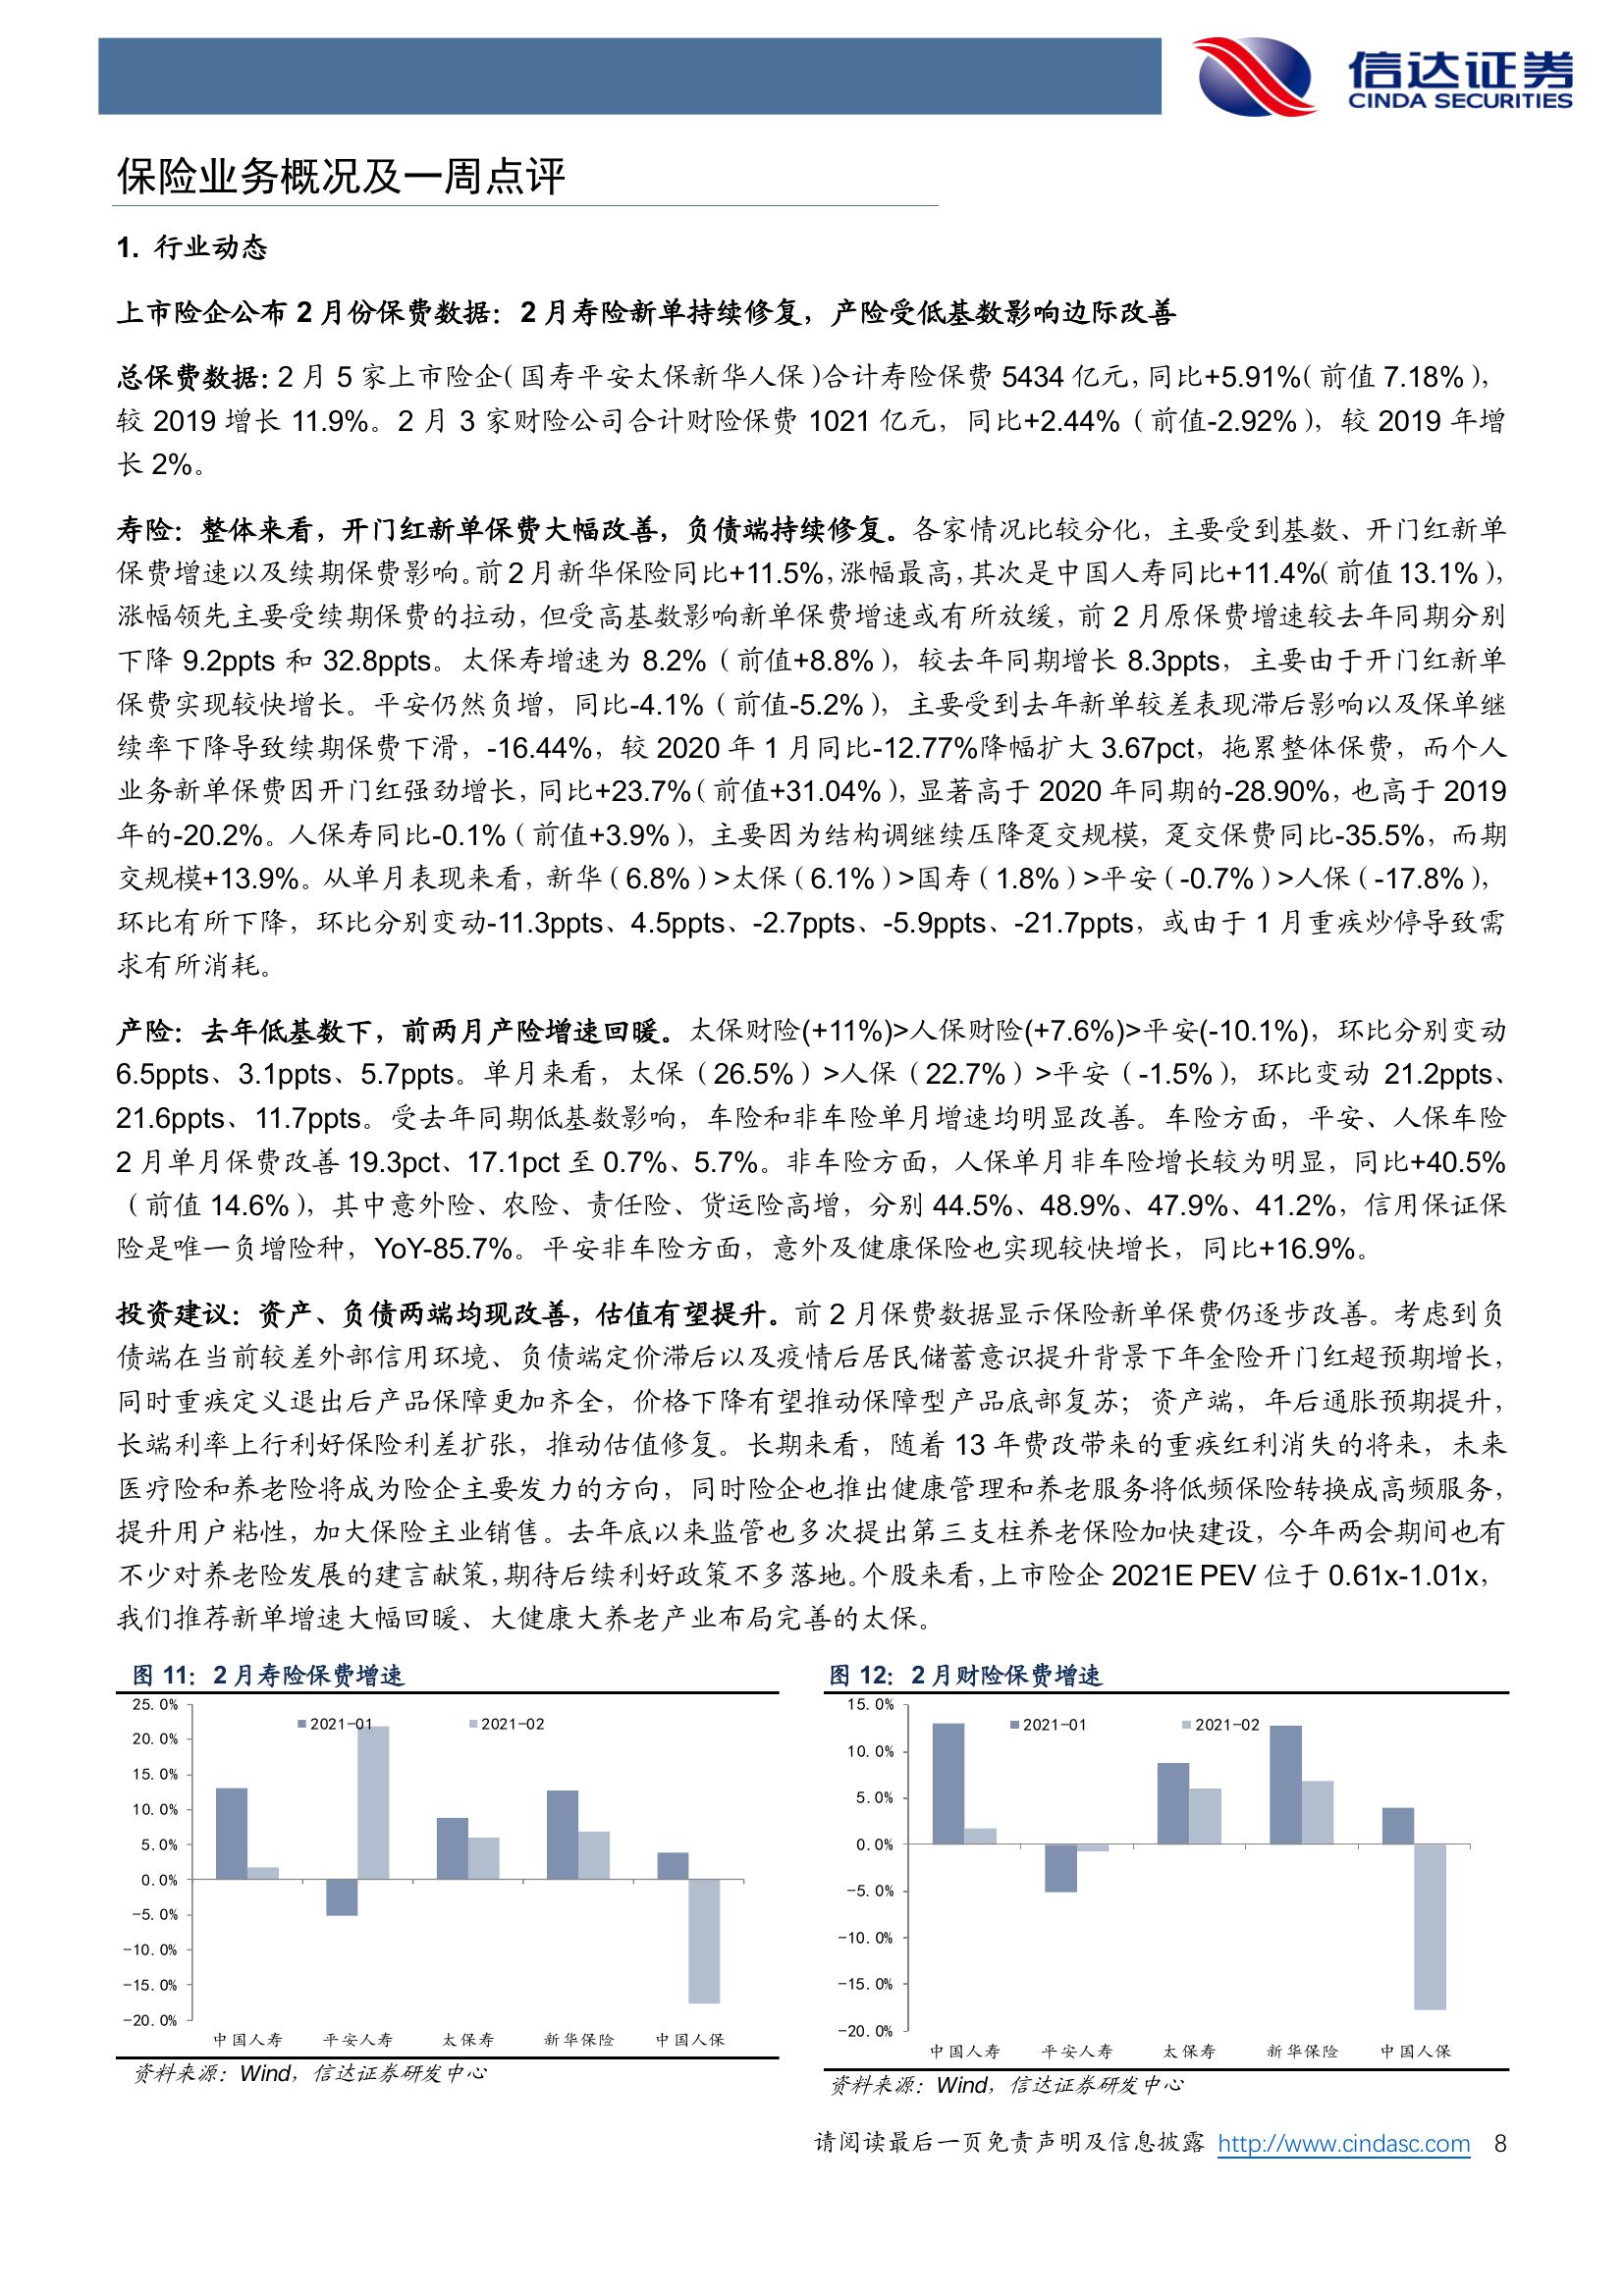 信达证券
CINDA SECURITIES
保险业务概况及一周点评
1. 行业动态
上市险企公布 2 月份保费数据：2 月寿险新单持续修复，产险受低基数影响边际改善
总保费数据：2 月 5 家上市险企（国寿平安太保新华人保）合计寿险保费 5434 亿元，同比+5.91%（前值 7.18%），
较 2019 增长 11.9%。2 月 3 家财险公司合计财险保费 1021 亿元，同比+2.44%（前值-2.92%），较 2019 年增
长 2%。
寿险：整体来看，开门红新单保费大幅改善，负债端持续修复。各家情况比较分化，主要受到基数、开门红新单
保费增速以及续期保费影响。前 2 月新华保险同比+11.5%，涨幅最高，其次是中国人寿同比+11.4%（前值 13.1%），
涨幅领先主要受续期保费的拉动，但受高基数影响新单保费增速或有所放缓，前 2 月原保费增速较去年同期分别
下降 9.2ppts 和 32.8ppts。太保寿增速为 8.2%（前值+8.8%），较去年同期增长 8.3ppts，主要由于开门红新单
保费实现较快增长。平安仍然负增，同比-4.1%（前值-5.2%），主要受到去年新单较差表现滞后影响以及保单继
续率下降导致续期保费下滑，-16.44%，较 2020 年 1 月同比-12.77%降幅扩大 3.67pct，拖累整体保费，而个人
业务新单保费因开门红强劲增长，同比+23.7%（前值+31.04%），显著高于 2020 年同期的-28.90%，也高于 2019
年的-20.2%。人保寿同比-0.1%（前值+3.9%），主要因为结构调继续压降趸交规模，趸交保费同比-35.5%，而期
交规模+13.9%。从单月表现来看，新华（6.8%）>太保（6.1%）>国寿（1.8%）>平安（-0.7%）>人保（-17.8%），
环比有所下降，环比分别变动-11.3ppts、4.5ppts、-2.7ppts、-5.9ppts、-21.7ppts，或由于 1 月重疾炒停导致需
求有所消耗。
产险：去年低基数下，前两月产险增速回暖。太保财险(+11%)>人保财险(+7.6%)>平安(-10.1%)，环比分别变动
6.5ppts、3.1ppts、5.7ppts。单月来看，太保（26.5%）>人保（22.7%）>平安（-1.5%），环比变动 21.2ppts、
21.6ppts、11.7ppts。受去年同期低基数影响，车险和非车险单月增速均明显改善。车险方面，平安、人保车险
2 月单月保费改善 19.3pct、17.1pct 至 0.7%、5.7%。非车险方面，人保单月非车险增长较为明显，同比+40.5%
（前值 14.6%），其中意外险、农险、责任险、货运险高增，分别 44.5%、48.9%、47.9%、41.2%，信用保证保
险是唯一负增险种，YoY-85.7%。平安非车险方面，意外及健康保险也实现较快增长，同比+16.9%。
投资建议：资产、负债两端均现改善，估值有望提升。前 2 月保费数据显示保险新单保费仍逐步改善。考虑到负
债端在当前较差外部信用环境、负债端定价滞后以及疫情后居民储蓄意识提升背景下年金险开门红超预期增长，
同时重疾定义退出后产品保障更加齐全，价格下降有望推动保障型产品底部复苏；资产端，年后通胀预期提升，
长端利率上行利好保险利差扩张，推动估值修复。长期来看，随着 13 年费改带来的重疾红利消失的将来，未来
医疗险和养老险将成为险企主要发力的方向，同时险企也推出健康管理和养老服务将低频保险转换成高频服务，
提升用户粘性，加大保险主业销售。去年底以来监管也多次提出第三支柱养老保险加快建设，今年两会期间也有
不少对养老险发展的建言献策，期待后续利好政策不多落地。个股来看，上市险企 2021E PEV 位于 0.61x-1.01x，
我们推荐新单增速大幅回暖、大健康大养老产业布局完善的太保。
图 11：2 月寿险保费增速
25.0%
20.0%
15.0%
10.0%
5.0%
0.0%
-5.0%
-10.0%
-15.0%
-20.0%
2021-01 2021-02
中国人寿 平安人寿 太保寿 新华保险 中国人保
资料来源：Wind，信达证券研发中心
图 12：2 月财险保费增速
15.0%
10.0%
5.0%
0.0%
-5.0%
-10.0%
-15.0%
-20.0%
2021-01 2021-02
中国人寿 平安人寿 太保寿 新华保险 中国人保
资料来源：Wind，信达证券研发中心
请阅读最后一页免责声明及信息披露 http://www.cindasc.com 8